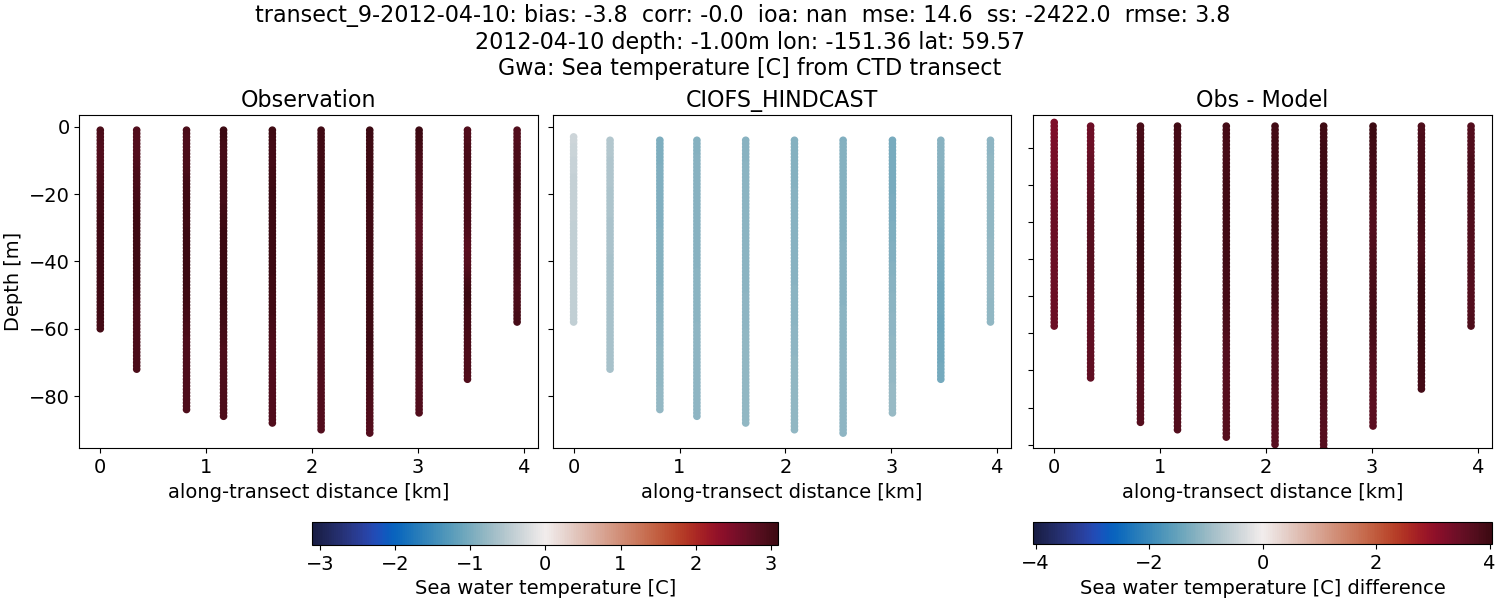 transect_9-2012-04-10: bias: -3.8  corr: -0.0  ioa: nan  mse: 14.6  ss: -2422.0  rmse: 3.8
2012-04-10 depth: -1.00m lon: -151.36 lat: 59.57
Gwa: Sea temperature [C] from CTD transect
Observation
CIOFS_HINDCAST
Obs - Model
Depth [m]
0
−20
−40
−60
−80
0 1 2 3 4
0 1 2 3 4
0 1 2 3 4
along-transect distance [km]
along-transect distance [km]
along-transect distance [km]
−3 −2 −1 0 1 2 3
Sea water temperature [C]
−4 −2 0 2 4
Sea water temperature [C] difference